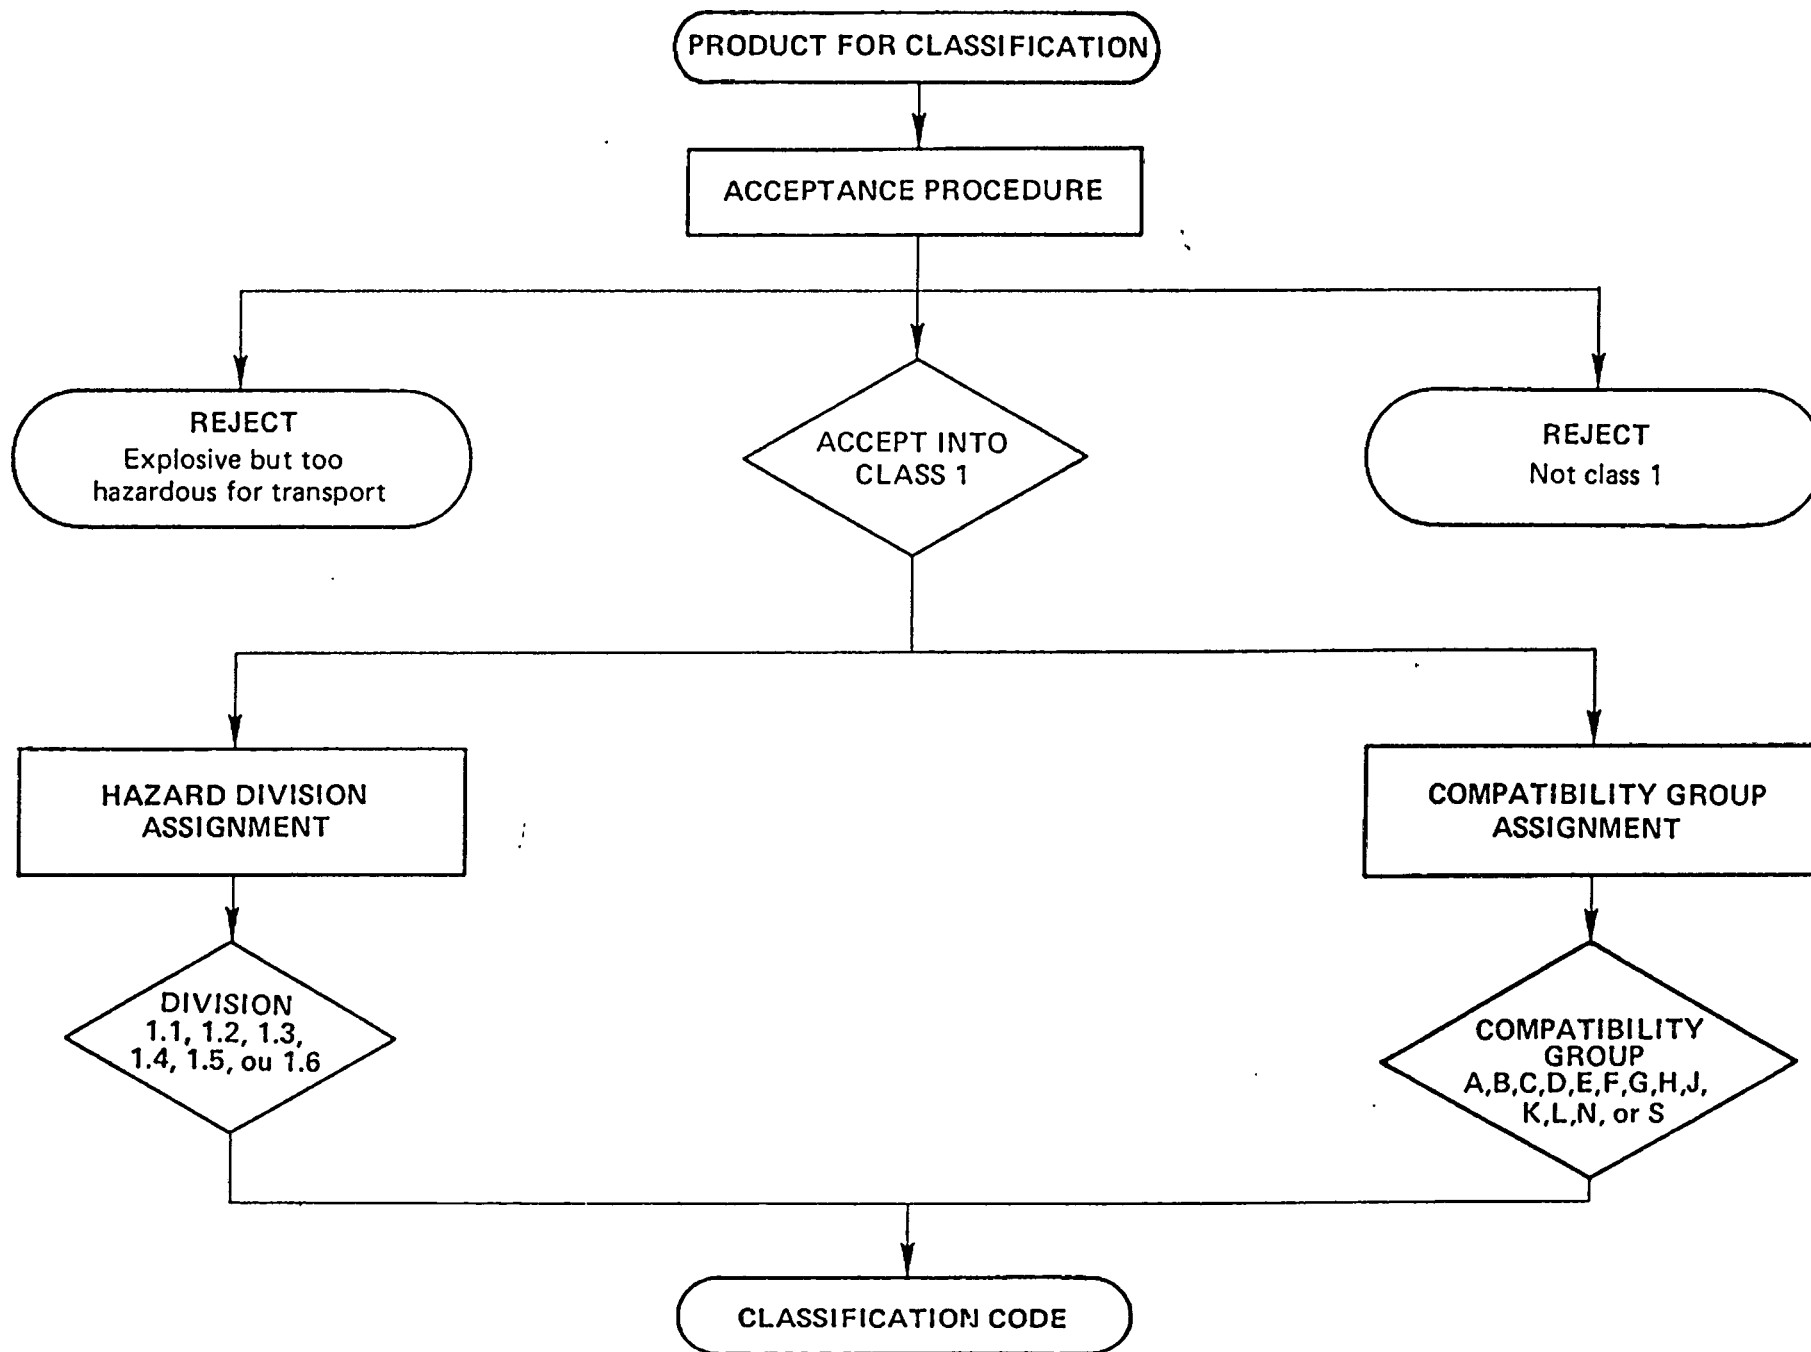 PRODUCT FOR CLASSIFICATION
ACCEPTANCE PROCEDURE
REJECT
Explosive but too
hazardous for transport
ACCEPT INTO
CLASS 1
REJECT
Not class 1
HAZARD DIVISION
ASSIGNMENT
COMPATIBILITY GROUP
ASSIGNMENT
DIVISION
1.1, 1.2, 1.3,
1.4, 1.5, ou 1.6
COMPATIBILITY
GROUP
A,B,C,D,E,F,G,H,J,
K,L,N, or S
CLASSIFICATION CODE